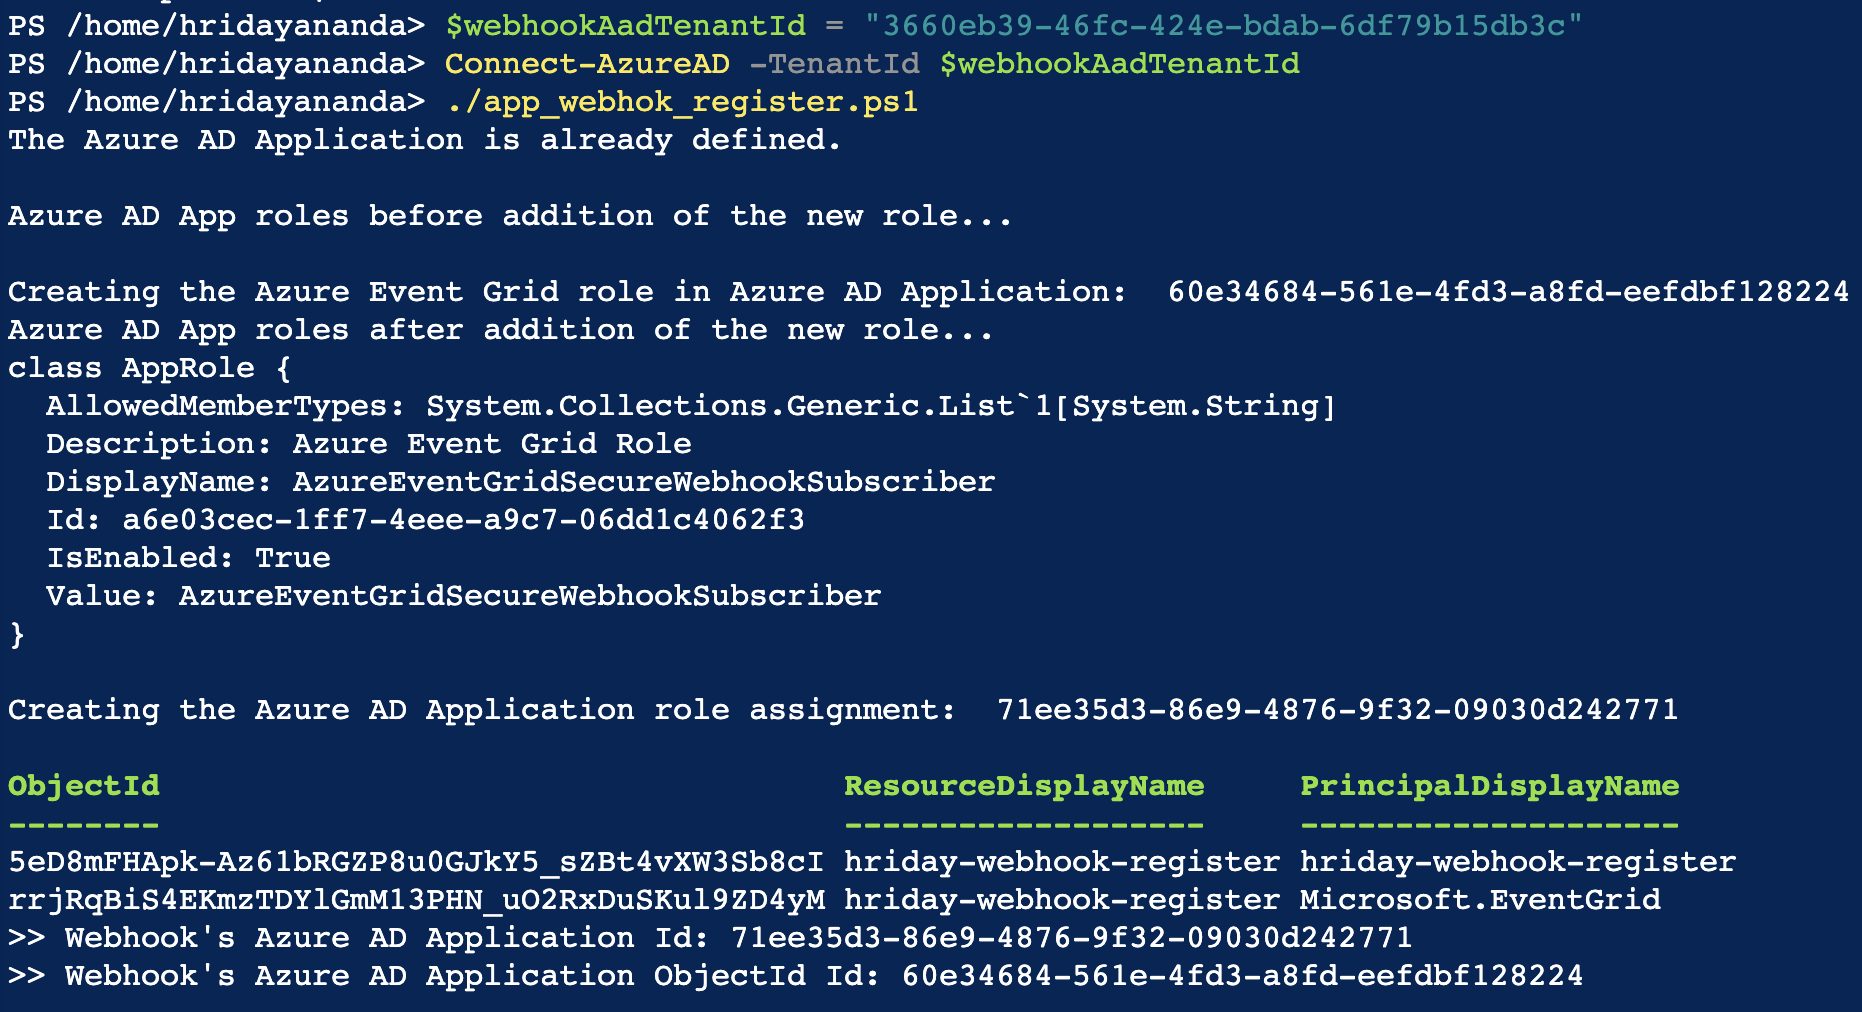 PS /home/hridayananda> $webhookAadTenantId = "3660eb39-46fc-424e-bdab-6df79b15db3c"
PS /home/hridayananda> Connect-AzureAD -TenantId $webhookAadTenantId
PS /home/hridayananda> ./app_webhok_register.ps1
The Azure AD Application is already defined.
Azure AD App roles before addition of the new role...
Creating the Azure Event Grid role in Azure AD Application:  60e34684-561e-4fd3-a8fd-eefdbf128224
Azure AD App roles after addition of the new role...
class AppRole {
  AllowedMemberTypes: System.Collections.Generic.List`1[System.String]
  Description: Azure Event Grid Role
  DisplayName: AzureEventGridSecureWebhookSubscriber
  Id: a6e03cec-1ff7-4eee-a9c7-06dd1c4062f3
  IsEnabled: True
  Value: AzureEventGridSecureWebhookSubscriber
}
Creating the Azure AD Application role assignment:  71ee35d3-86e9-4876-9f32-09030d242771
ObjectId                                    ResourceDisplayName     PrincipalDisplayName
--------                                    -------------------     --------------------
5eD8mFHApk-Az61bRGZP8u0GJkY5_sZBt4vXW3Sb8cI hriday-webhook-register hriday-webhook-register
rrjRqBiS4EKmzTDYlGmM13PHN_uO2RxDuSKul9ZD4yM hriday-webhook-register Microsoft.EventGrid
>> Webhook's Azure AD Application Id: 71ee35d3-86e9-4876-9f32-09030d242771
>> Webhook's Azure AD Application ObjectId Id: 60e34684-561e-4fd3-a8fd-eefdbf128224